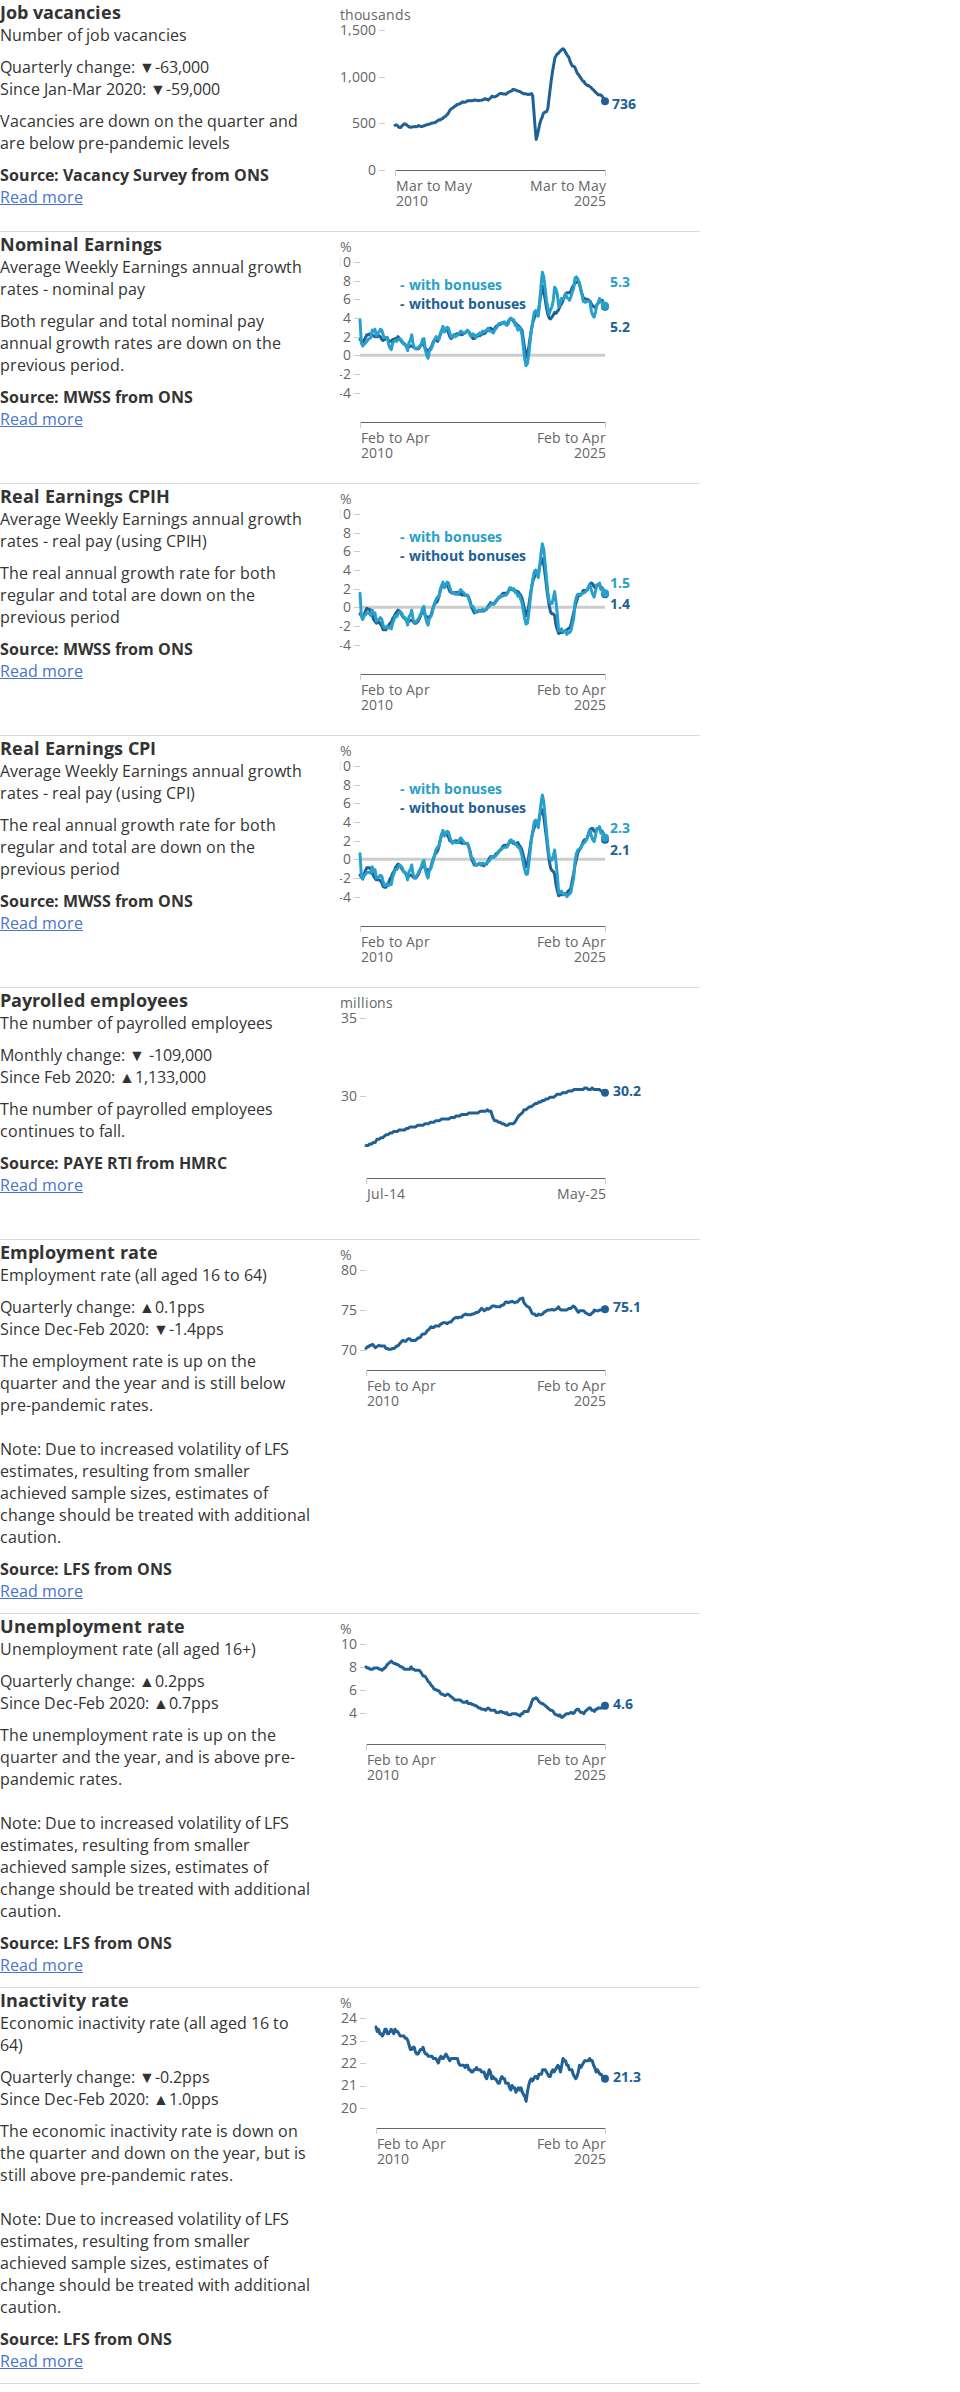 Job vacancies
Number of job vacancies
Quarterly change: ▼-63,000
Since Jan-Mar 2020: ▼-59,000
Vacancies are down on the quarter and
are below pre-pandemic levels
Source: Vacancy Survey from ONS
Read more
thousands
1,500
1,000
500
0
736
Mar to May
2010
Mar to May
2025
Nominal Earnings
Average Weekly Earnings annual growth
rates - nominal pay
Both regular and total nominal pay
annual growth rates are down on the
previous period.
Source: MWSS from ONS
Read more
%
0
8
6
4
2
0
-2
-4
- with bonuses
- without bonuses
5.3
5.2
Feb to Apr
2010
Feb to Apr
2025
Real Earnings CPIH
Average Weekly Earnings annual growth
rates - real pay (using CPIH)
The real annual growth rate for both
regular and total are down on the
previous period
Source: MWSS from ONS
Read more
%
0
8
6
4
2
0
-2
-4
- with bonuses
- without bonuses
1.5
1.4
Feb to Apr
2010
Feb to Apr
2025
Real Earnings CPI
Average Weekly Earnings annual growth
rates - real pay (using CPI)
The real annual growth rate for both
regular and total are down on the
previous period
Source: MWSS from ONS
Read more
%
0
8
6
4
2
0
-2
-4
- with bonuses
- without bonuses
2.3
2.1
Feb to Apr
2010
Feb to Apr
2025
Payrolled employees
The number of payrolled employees
Monthly change: ▼ -109,000
Since Feb 2020: ▲1,133,000
The number of payrolled employees
continues to fall.
Source: PAYE RTI from HMRC
Read more
millions
35
30
30.2
Jul-14
May-25
Employment rate
Employment rate (all aged 16 to 64)
Quarterly change: ▲0.1pps
Since Dec-Feb 2020: ▼-1.4pps
The employment rate is up on the
quarter and the year and is still below
pre-pandemic rates.
Note: Due to increased volatility of LFS
estimates, resulting from smaller
achieved sample sizes, estimates of
change should be treated with additional
caution.
Source: LFS from ONS
Read more
%
80
75
70
75.1
Feb to Apr
2010
Feb to Apr
2025
Unemployment rate
Unemployment rate (all aged 16+)
Quarterly change: ▲0.2pps
Since Dec-Feb 2020: ▲0.7pps
The unemployment rate is up on the
quarter and the year, and is above pre-
pandemic rates.
Note: Due to increased volatility of LFS
estimates, resulting from smaller
achieved sample sizes, estimates of
change should be treated with additional
caution.
Source: LFS from ONS
Read more
%
10
8
6
4
4.6
Feb to Apr
2010
Feb to Apr
2025
Inactivity rate
Economic inactivity rate (all aged 16 to
64)
Quarterly change: ▼-0.2pps
Since Dec-Feb 2020: ▲1.0pps
The economic inactivity rate is down on
the quarter and down on the year, but is
still above pre-pandemic rates.
Note: Due to increased volatility of LFS
estimates, resulting from smaller
achieved sample sizes, estimates of
change should be treated with additional
caution.
Source: LFS from ONS
Read more
%
24
23
22
21
20
21.3
Feb to Apr
2010
Feb to Apr
2025